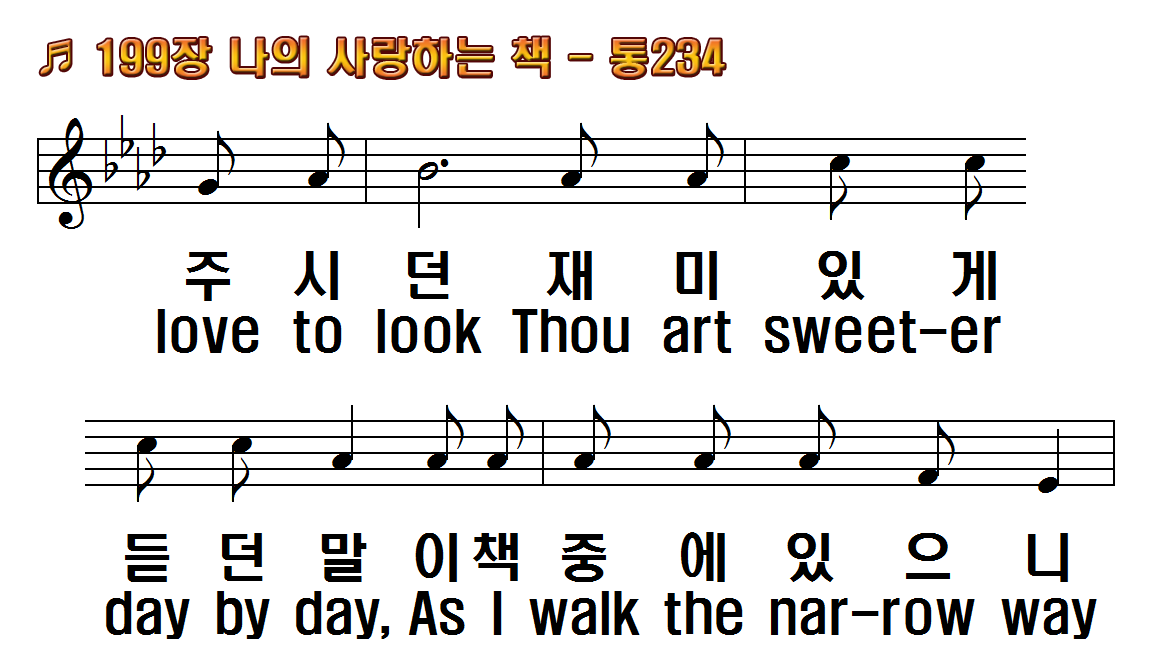 199장 나의 사랑하는 책 - 통234
주 시 던 재 미 있 게
love to look Thou art sweet-er
듣 던 말 이 책 중 에 있 으 니
day by day, As I walk the nar-row way